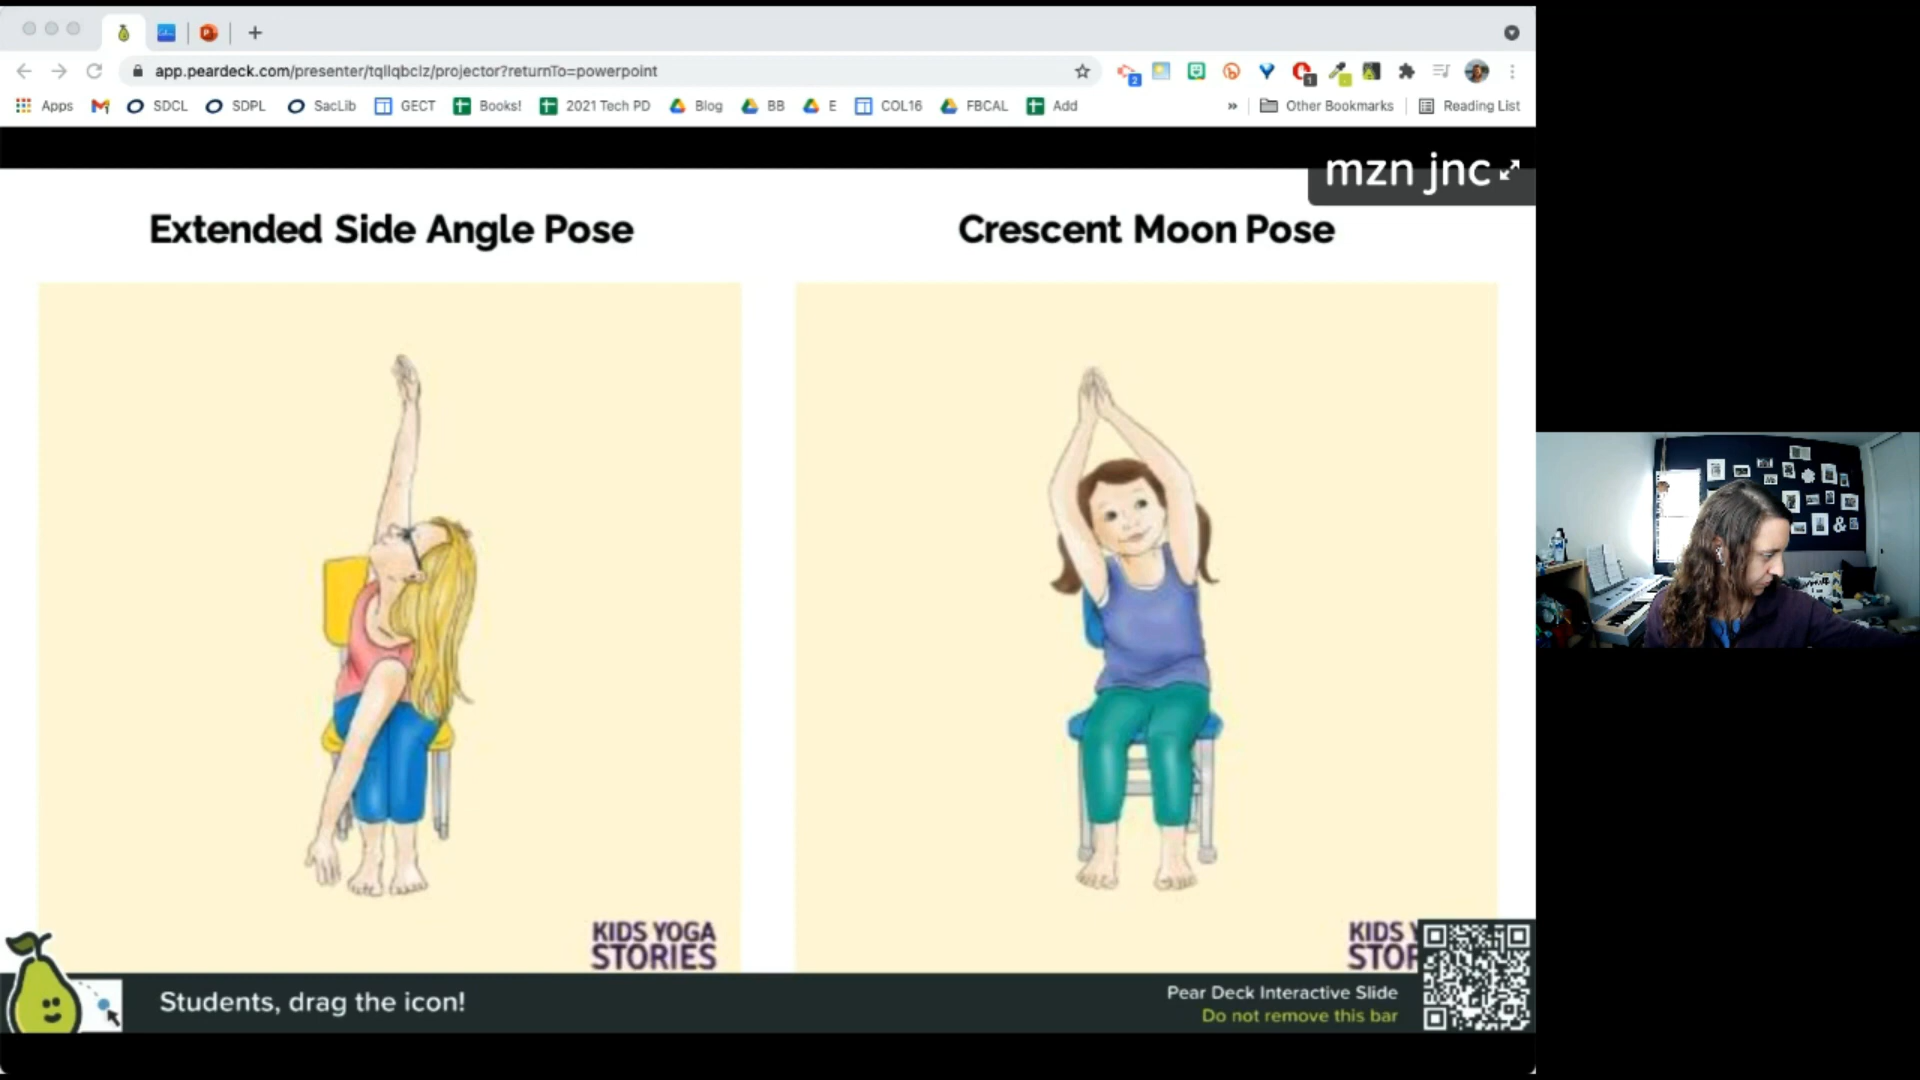 app.peardeck.com/presenter/tqllqbclz/projector?returnTo=powerpoint
2
1
Apps SDCL SDPL SacLib GECT Books! 2021 Tech PD Blog BB E COL16 FBCAL Add » Other Bookmarks Reading List
mzn jnc
Extended Side Angle Pose
Crescent Moon Pose
KIDS YOGA
STORIES
KIDS Y
STOR
Students, drag the icon!
Pear Deck Interactive Slide
Do not remove this bar
&